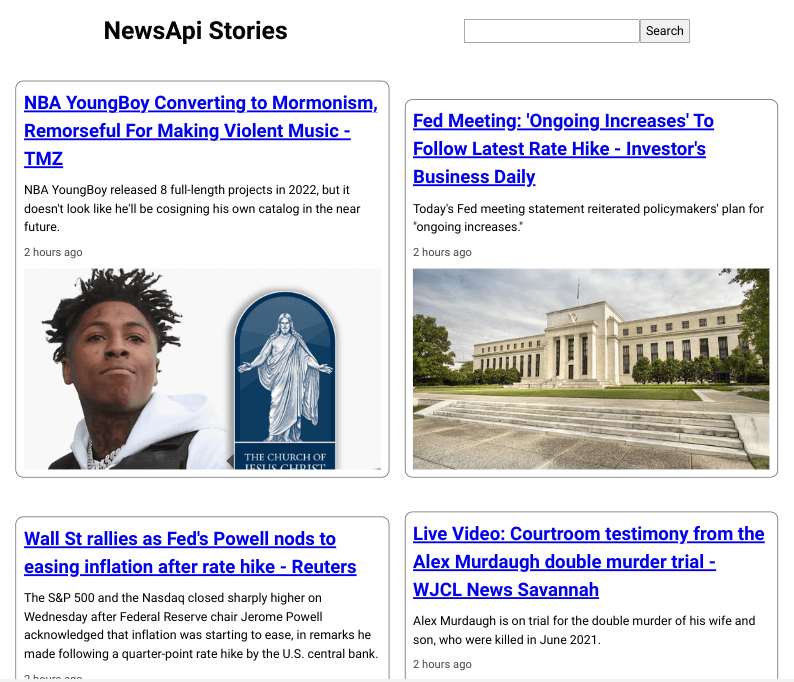 NewsApi Stories
Search
NBA YoungBoy Converting to Mormonism,
Remorseful For Making Violent Music -
TMZ
NBA YoungBoy released 8 full-length projects in 2022, but it
doesn't look like he'll be cosigning his own catalog in the near
future.
2 hours ago
THE CHURCH OF
JESUS CHRIST
Fed Meeting: 'Ongoing Increases' To
Follow Latest Rate Hike - Investor's
Business Daily
Today's Fed meeting statement reiterated policymakers' plan for
"ongoing increases."
2 hours ago
Wall St rallies as Fed's Powell nods to
easing inflation after rate hike - Reuters
The S&P 500 and the Nasdaq closed sharply higher on
Wednesday after Federal Reserve chair Jerome Powell
acknowledged that inflation was starting to ease, in remarks he
made following a quarter-point rate hike by the U.S. central bank.
2 hours ago
Live Video: Courtroom testimony from the
Alex Murdaugh double murder trial -
WJCL News Savannah
Alex Murdaugh is on trial for the double murder of his wife and
son, who were killed in June 2021.
2 hours ago